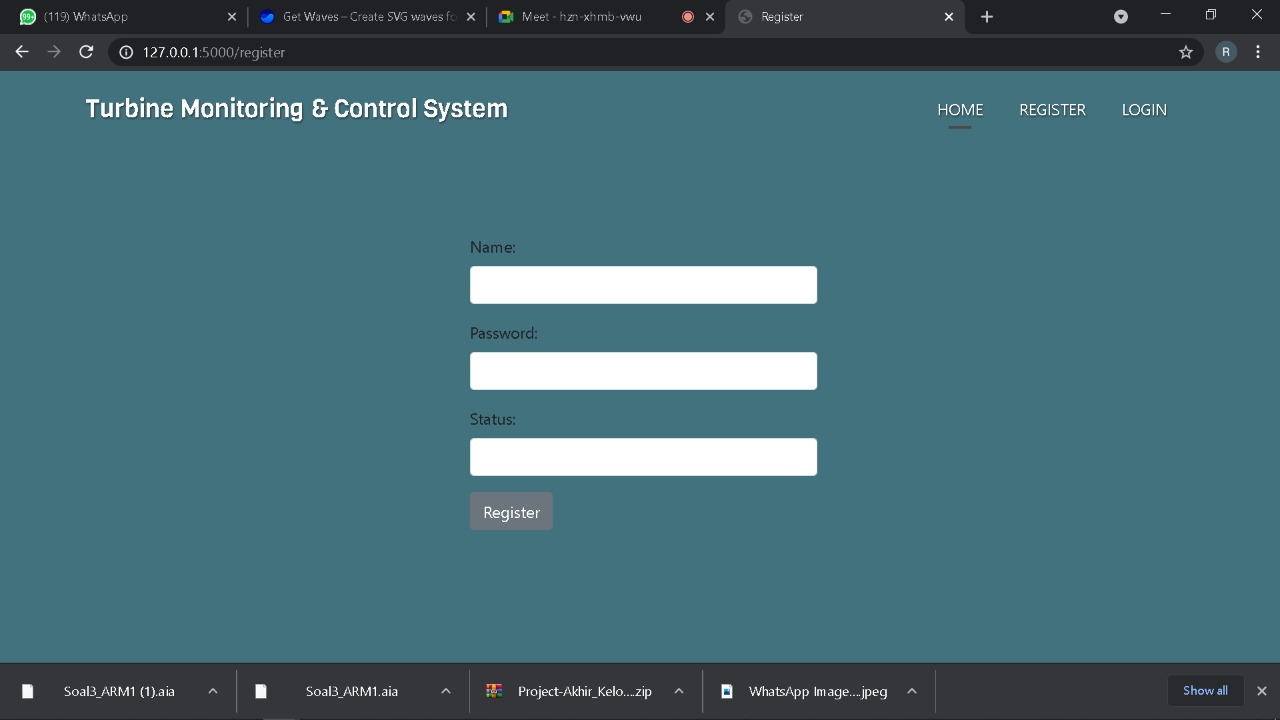 99+ (119) WhatsApp
Get Waves – Create SVG waves fo
Meet - hzn-xhmb-vwu
Register
127.0.0.1:5000/register
R
Turbine Monitoring & Control System
HOME
REGISTER
LOGIN
Name:
Password:
Status:
Register
Soal3_ARM1 (1).aia
Soal3_ARM1.aia
Project-Akhir_Kelo....zip
WhatsApp Image....jpeg
Show all